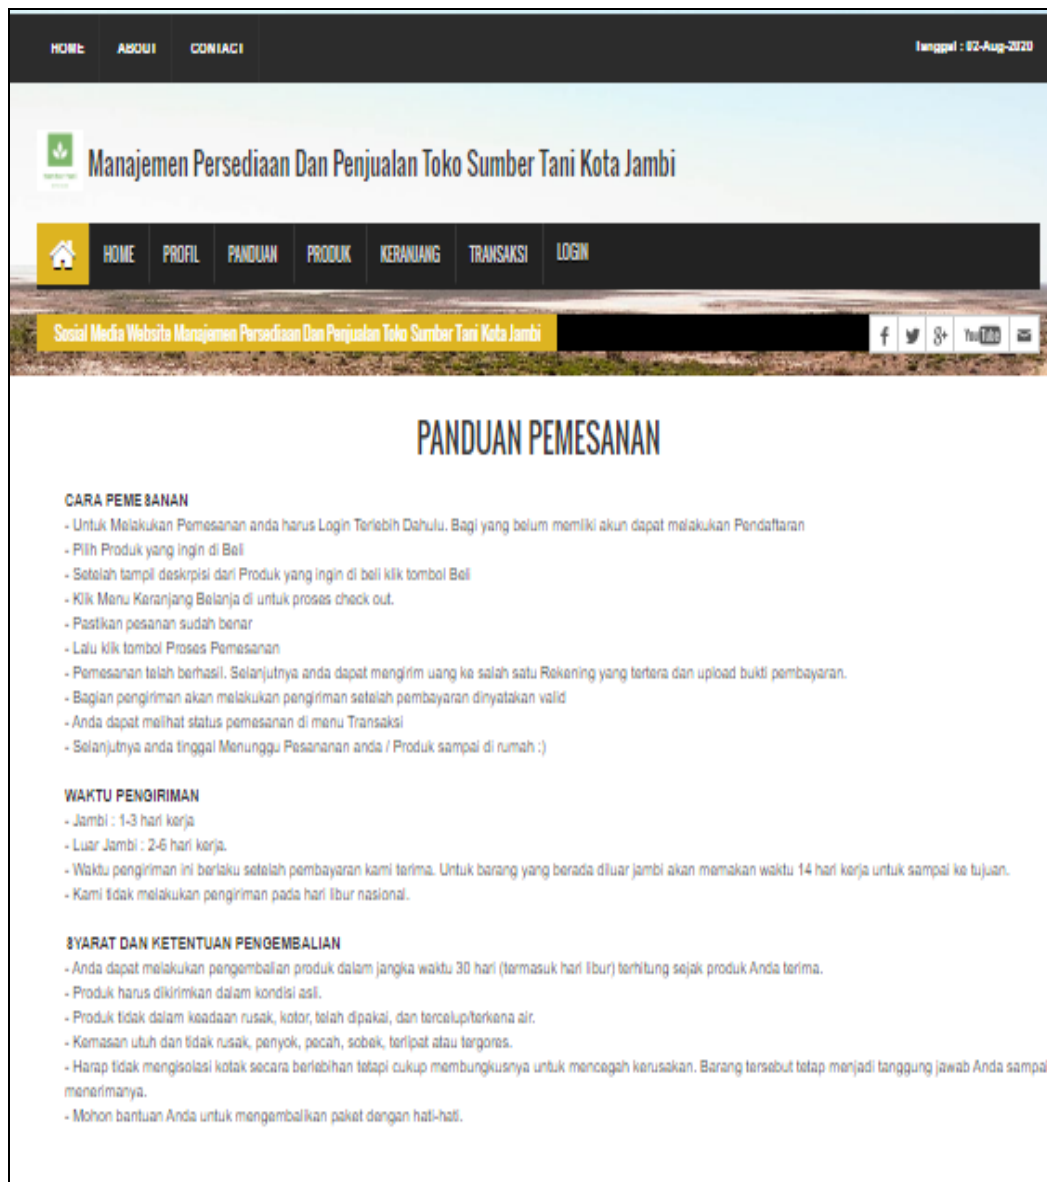 HOME ABOUT CONTACT Tanggal : 02-Aug-2020
Manajemen Persediaan Dan Penjualan Toko Sumber Tani Kota Jambi
HOME PROFIL PANDUAN PRODUK KERANJANG TRANSAKSI LOGIN
Sosial Media Website Manajemen Persediaan Dan Penjualan Toko Sumber Tani Kota Jambi
You Tube
PANDUAN PEMESANAN
CARA PEMESANAN
- Untuk Melakukan Pemesanan anda harus Login Terlebih Dahulu. Bagi yang belum memliki akun dapat melakukan Pendaftaran
- Pilih Produk yang ingin di Beli
- Setelah tampil deskrpisi dari Produk yang ingin di beli klik tombol Beli
- Klik Menu Keranjang Belanja di untuk proses check out.
- Pastikan pesanan sudah benar
- Lalu klik tombol Proses Pemesanan
- Pemesanan telah berhasil. Selanjutnya anda dapat mengirim uang ke salah satu Rekening yang tertera dan upload bukti pembayaran.
- Bagian pengiriman akan melakukan pengiriman setelah pembayaran dinyatakan valid
- Anda dapat melihat status pemesanan di menu Transaksi
- Selanjutnya anda tinggal Menunggu Pesananan anda / Produk sampai di rumah :)
WAKTU PENGIRIMAN
- Jambi : 1-3 hari kerja
- Luar Jambi : 2-6 hari kerja.
- Waktu pengiriman ini berlaku setelah pembayaran kami terima. Untuk barang yang berada diluar jambi akan memakan waktu 14 hari kerja untuk sampai ke tujuan.
- Kami tidak melakukan pengiriman pada hari libur nasional.
SYARAT DAN KETENTUAN PENGEMBALIAN
- Anda dapat melakukan pengembalian produk dalam jangka waktu 30 hari (termasuk hari libur) terhitung sejak produk Anda terima.
- Produk harus dikirimkan dalam kondisi asli.
- Produk tidak dalam keadaan rusak, kotor, telah dipakai, dan tercelup/terkena air.
- Kemasan utuh dan tidak rusak, penyok, pecah, sobek, terlipat atau tergores.
- Harap tidak mengisolasi kotak secara berlebihan tetapi cukup membungkusnya untuk mencegah kerusakan. Barang tersebut tetap menjadi tanggung jawab Anda sampai
menerimanya.
- Mohon bantuan Anda untuk mengembalikan paket dengan hati-hati.